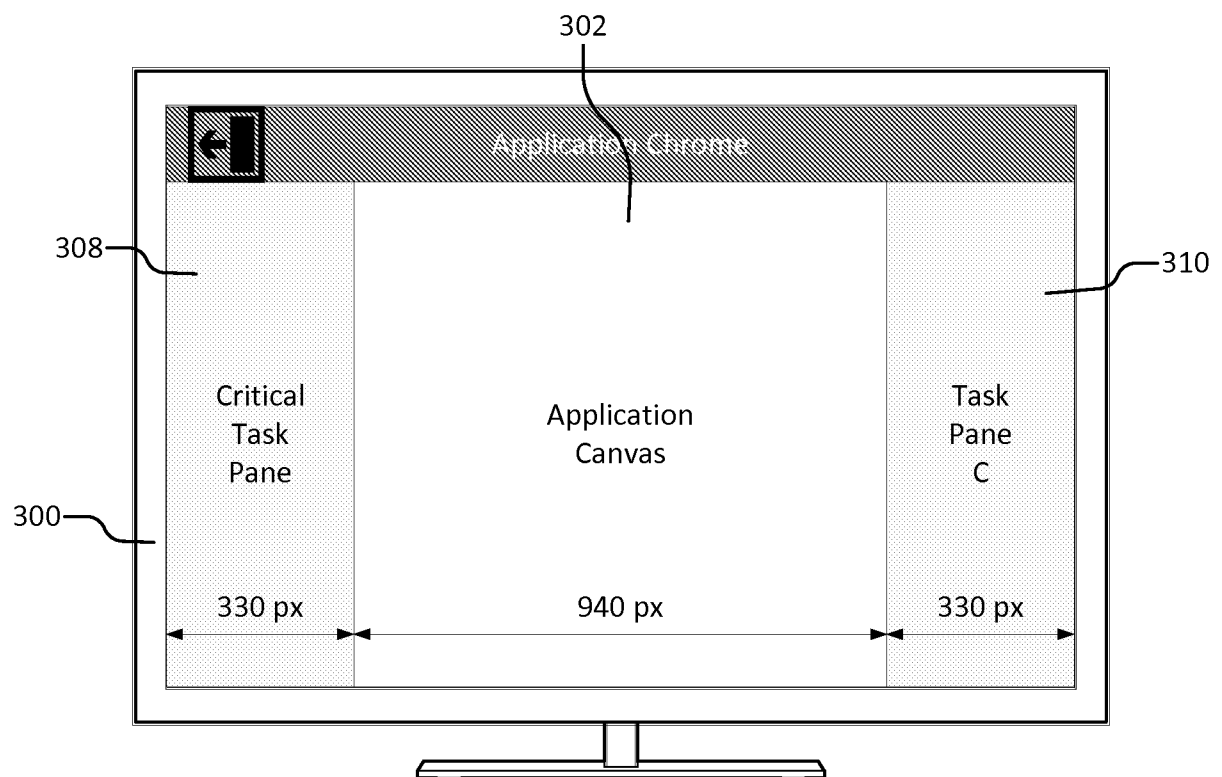 302
Application Chrome
308
310
Critical
Task
Pane
Application
Canvas
Task
Pane
C
300
330 px
940 px
330 px